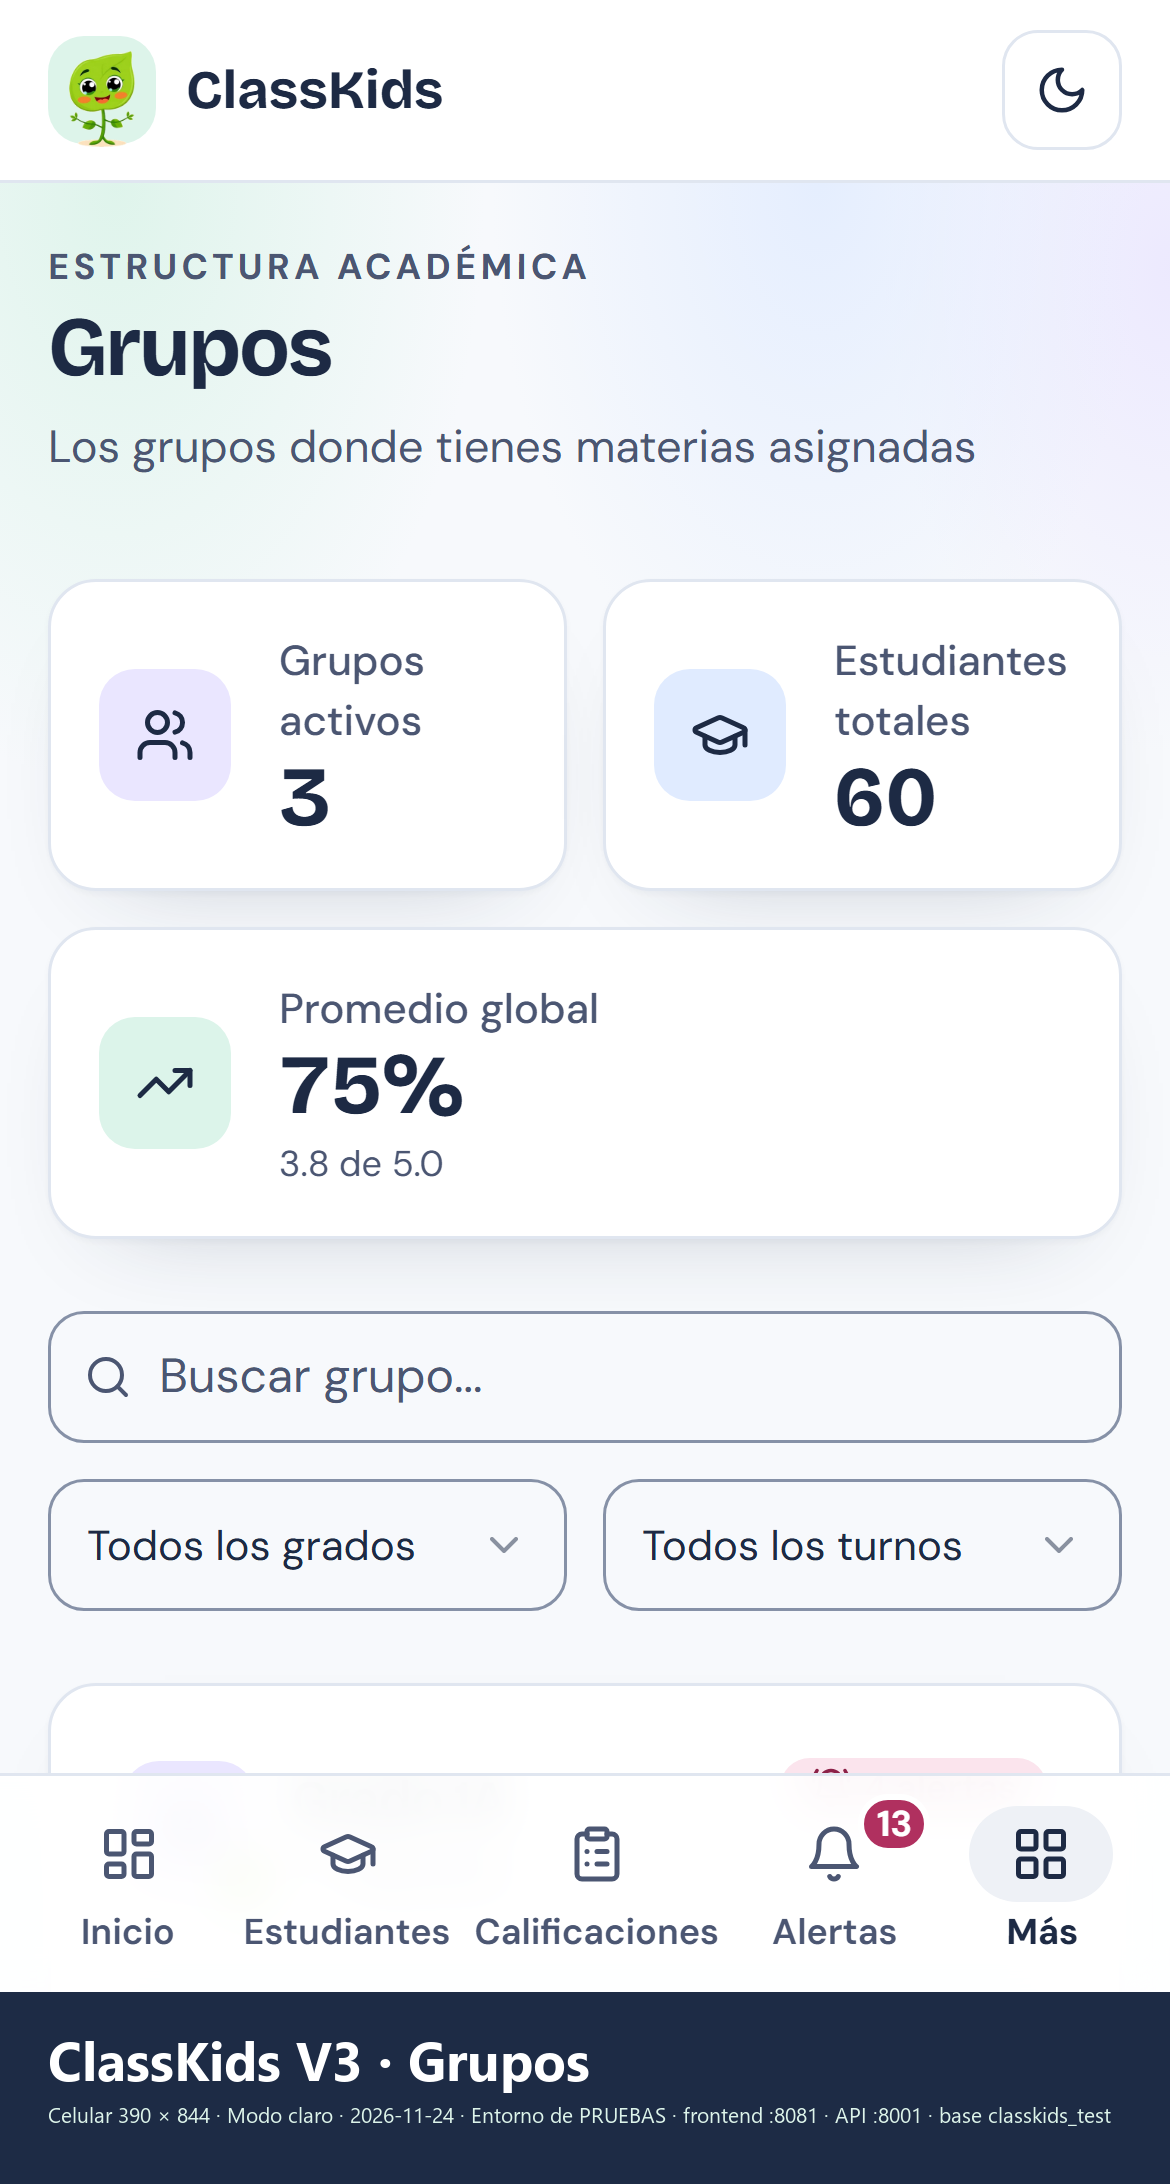 ClassKids
ESTRUCTURA ACADÉMICA
Grupos
Los grupos donde tienes materias asignadas
Grupos
activos
3
Estudiantes
totales
60
Promedio global
75%
3.8 de 5.0
Buscar grupo...
Todos los grados
Todos los turnos
13
Inicio
Estudiantes
Calificaciones
Alertas
Más
ClassKids V3 · Grupos
Celular 390 × 844 · Modo claro · 2026-11-24 · Entorno de PRUEBAS · frontend :8081 · API :8001 · base classkids_test